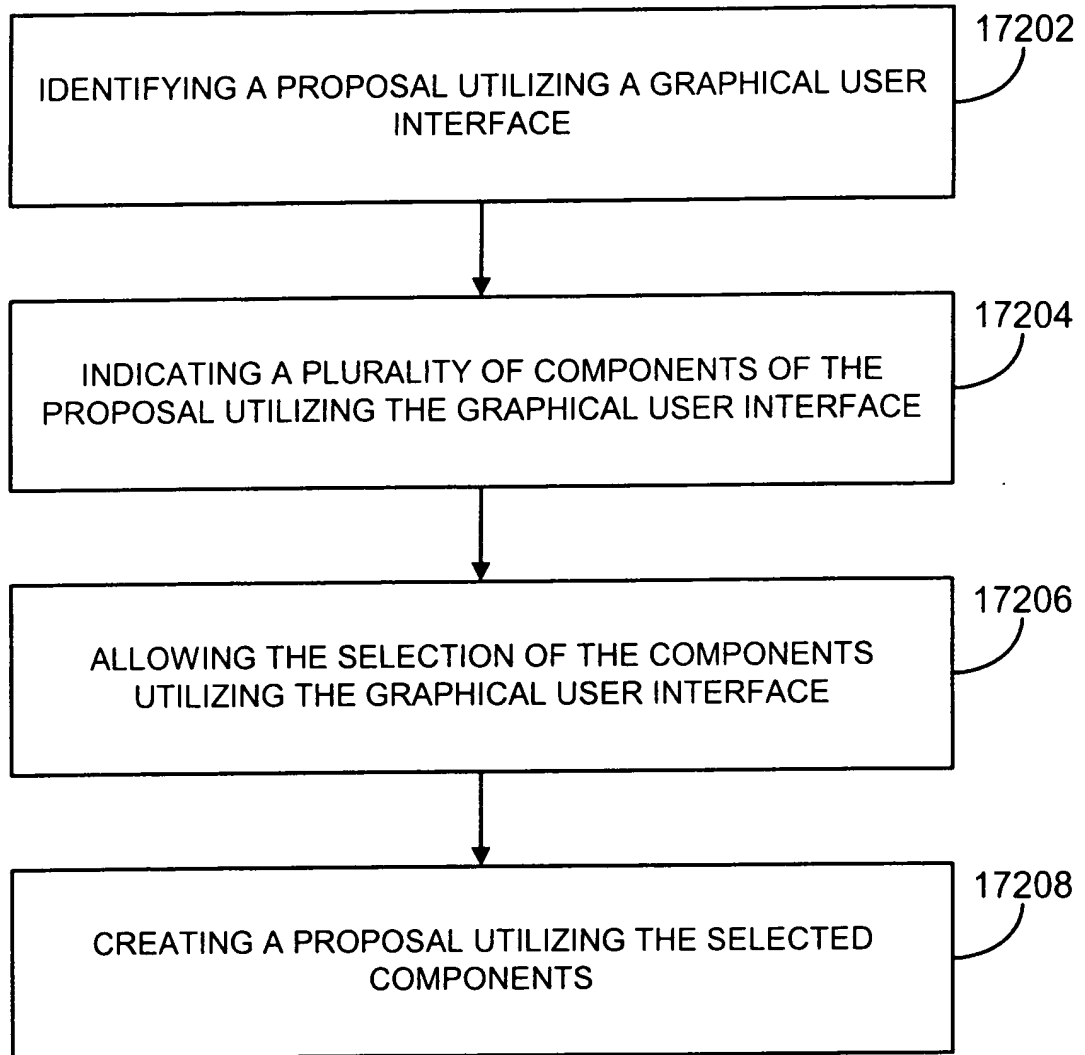 17202
IDENTIFYING A PROPOSAL UTILIZING A GRAPHICAL USER
INTERFACE
17204
INDICATING A PLURALITY OF COMPONENTS OF THE
PROPOSAL UTILIZING THE GRAPHICAL USER INTERFACE
17206
ALLOWING THE SELECTION OF THE COMPONENTS
UTILIZING THE GRAPHICAL USER INTERFACE
17208
CREATING A PROPOSAL UTILIZING THE SELECTED
COMPONENTS